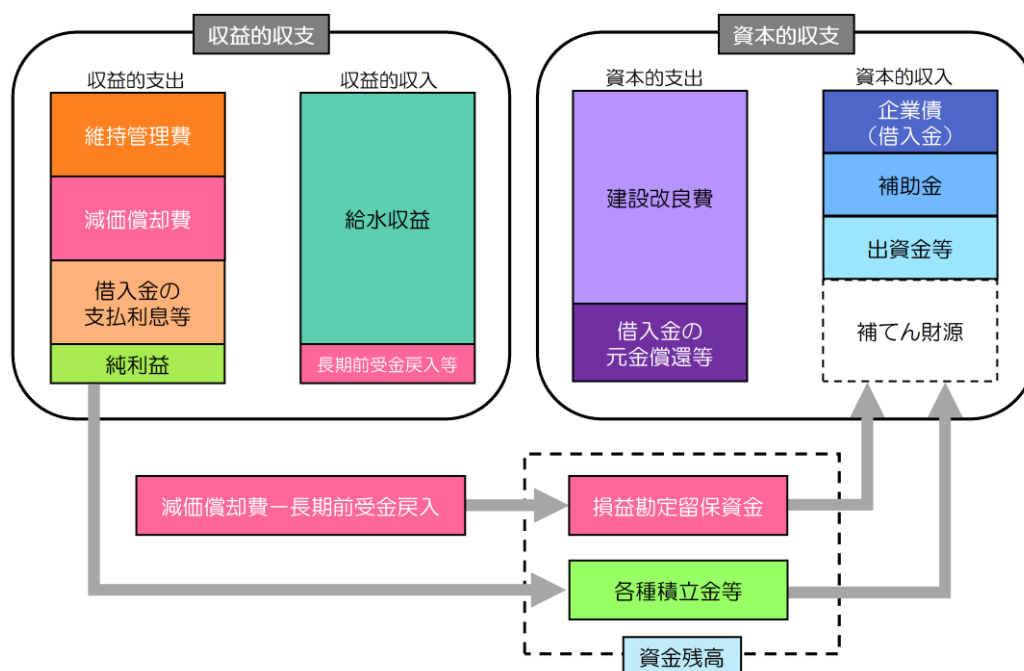 収益的収支
収益的支出
収益的収入
維持管理費
減価償却費
借入金の
支払利息等
純利益
給水収益
長期前受金戻入等
資本的収支
資本的支出
資本的収入
建設改良費
借入金の
元金償還等
企業債
（借入金）
補助金
出資金等
補てん財源
減価償却費ー長期前受金戻入
損益勘定留保資金
各種積立金等
資金残高